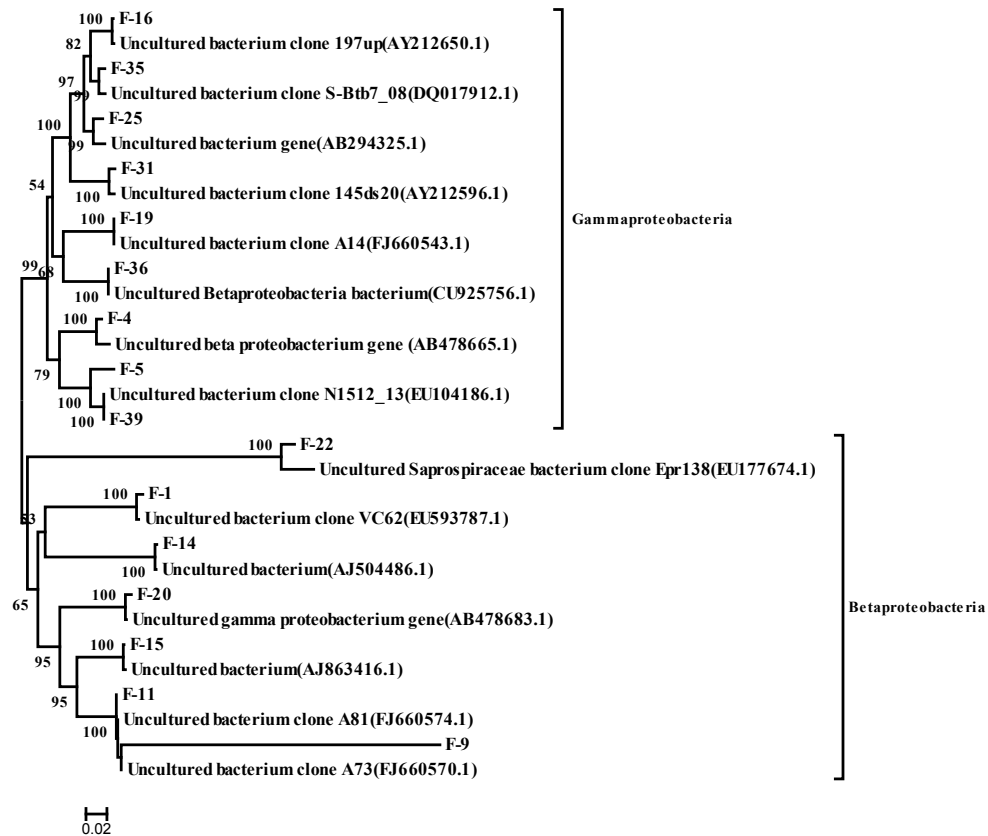 100
F-16
Uncultured bacterium clone 197up(AY212650.1)
82
F-35
Uncultured bacterium clone S-Btb7_08(DQ017912.1)
97
99
F-25
Uncultured bacterium gene(AB294325.1)
100
99
F-31
Uncultured bacterium clone 145ds20(AY212596.1)
100
54
F-19
100
Uncultured bacterium clone A14(FJ660543.1)
Gammaproteobacteria
99
68
F-36
Uncultured Betaproteobacteria bacterium(CU925756.1)
100
F-4
100
Uncultured beta proteobacterium gene (AB478665.1)
79
F-5
Uncultured bacterium clone N1512_13(EU104186.1)
100
F-39
100
F-22
100
Uncultured Saprospiraceae bacterium clone Epr138(EU177674.1)
F-1
100
Uncultured bacterium clone VC62(EU593787.1)
53
F-14
Uncultured bacterium(AJ504486.1)
100
F-20
100
65
Uncultured gamma proteobacterium gene(AB478683.1)
Betaproteobacteria
F-15
100
95
Uncultured bacterium(AJ863416.1)
F-11
95
Uncultured bacterium clone A81(FJ660574.1)
100
F-9
Uncultured bacterium clone A73(FJ660570.1)
0.02